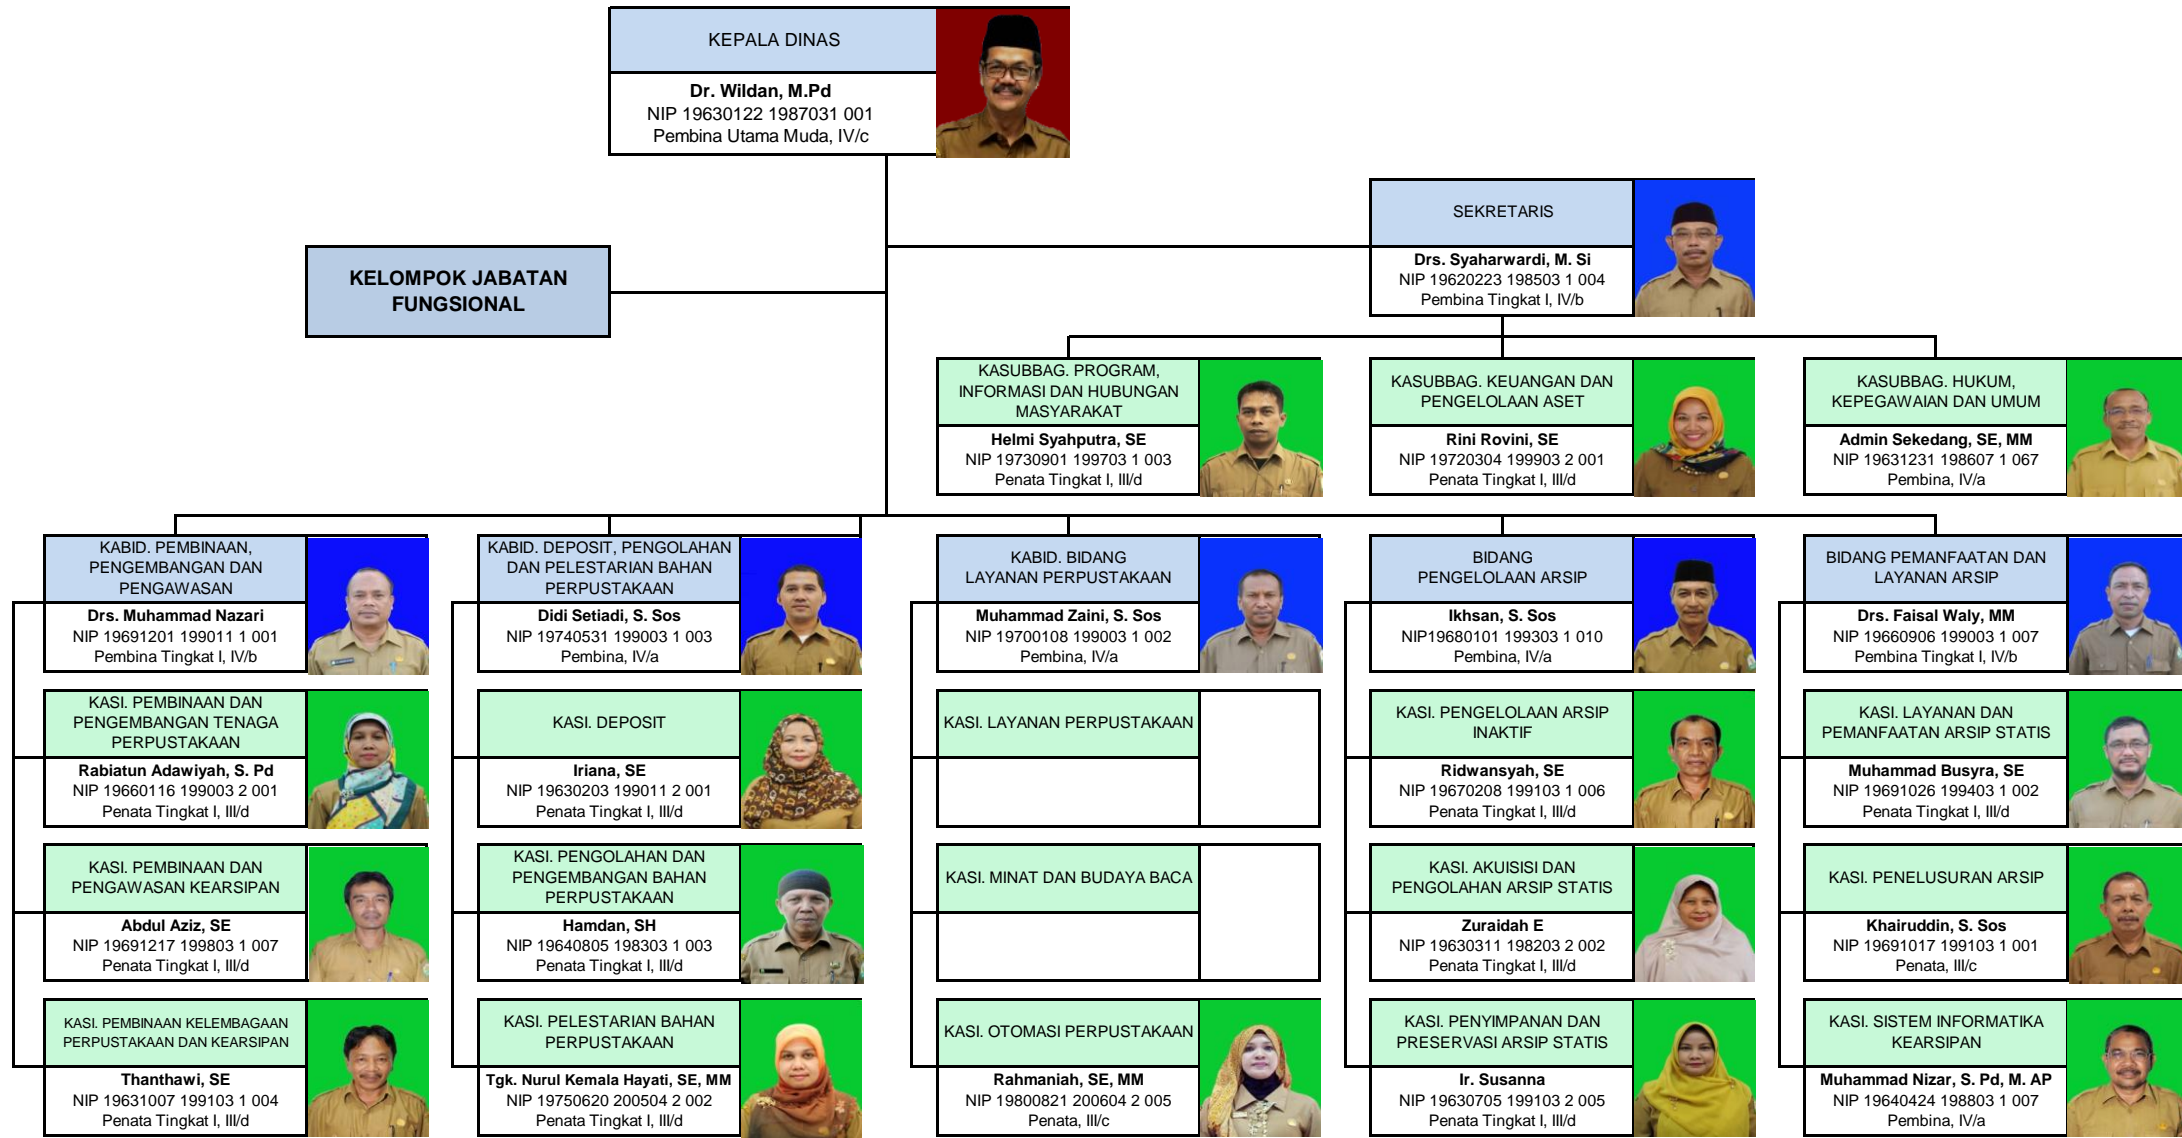 KEPALA DINAS
Dr. Wildan, M.Pd
NIP 19630122 1987031 001
Pembina Utama Muda, IV/c
SEKRETARIS
Drs. Syaharwardi, M. Si
NIP 19620223 198503 1 004
Pembina Tingkat I, IV/b
KELOMPOK JABATAN
FUNGSIONAL
KASUBBAG. PROGRAM,
INFORMASI DAN HUBUNGAN
MASYARAKAT
Helmi Syahputra, SE
NIP 19730901 199703 1 003
Penata Tingkat I, III/d
KASUBBAG. KEUANGAN DAN
PENGELOLAAN ASET
Rini Rovini, SE
NIP 19720304 199903 2 001
Penata Tingkat I, III/d
KASUBBAG. HUKUM,
KEPEGAWAIAN DAN UMUM
Admin Sekedang, SE, MM
NIP 19631231 198607 1 067
Pembina, IV/a
KABID. PEMBINAAN,
PENGEMBANGAN DAN
PENGAWASAN
Drs. Muhammad Nazari
NIP 19691201 199011 1 001
Pembina Tingkat I, IV/b
KASI. PEMBINAAN DAN
PENGEMBANGAN TENAGA
PERPUSTAKAAN
Rabiatun Adawiyah, S. Pd
NIP 19660116 199003 2 001
Penata Tingkat I, III/d
KASI. PEMBINAAN DAN
PENGAWASAN KEARSIPAN
Abdul Aziz, SE
NIP 19691217 199803 1 007
Penata Tingkat I, III/d
KASI. PEMBINAAN KELEMBAGAAN
PERPUSTAKAAN DAN KEARSIPAN
Thanthawi, SE
NIP 19631007 199103 1 004
Penata Tingkat I, III/d
KABID. DEPOSIT, PENGOLAHAN
DAN PELESTARIAN BAHAN
PERPUSTAKAAN
Didi Setiadi, S. Sos
NIP 19740531 199003 1 003
Pembina, IV/a
KASI. DEPOSIT
Iriana, SE
NIP 19630203 199011 2 001
Penata Tingkat I, III/d
KASI. PENGOLAHAN DAN
PENGEMBANGAN BAHAN
PERPUSTAKAAN
Hamdan, SH
NIP 19640805 198303 1 003
Penata Tingkat I, III/d
KASI. PELESTARIAN BAHAN
PERPUSTAKAAN
Tgk. Nurul Kemala Hayati, SE, MM
NIP 19750620 200504 2 002
Penata Tingkat I, III/d
KABID. BIDANG
LAYANAN PERPUSTAKAAN
Muhammad Zaini, S. Sos
NIP 19700108 199003 1 002
Pembina, IV/a
KASI. LAYANAN PERPUSTAKAAN
KASI. MINAT DAN BUDAYA BACA
KASI. OTOMASI PERPUSTAKAAN
Rahmaniah, SE, MM
NIP 19800821 200604 2 005
Penata, III/c
BIDANG
PENGELOLAAN ARSIP
Ikhsan, S. Sos
NIP19680101 199303 1 010
Pembina, IV/a
KASI. PENGELOLAAN ARSIP
INAKTIF
Ridwansyah, SE
NIP 19670208 199103 1 006
Penata Tingkat I, III/d
KASI. AKUISISI DAN
PENGOLAHAN ARSIP STATIS
Zuraidah E
NIP 19630311 198203 2 002
Penata Tingkat I, III/d
KASI. PENYIMPANAN DAN
PRESERVASI ARSIP STATIS
Ir. Susanna
NIP 19630705 199103 2 005
Penata Tingkat I, III/d
BIDANG PEMANFAATAN DAN
LAYANAN ARSIP
Drs. Faisal Waly, MM
NIP 19660906 199003 1 007
Pembina Tingkat I, IV/b
KASI. LAYANAN DAN
PEMANFAATAN ARSIP STATIS
Muhammad Busyra, SE
NIP 19691026 199403 1 002
Penata Tingkat I, III/d
KASI. PENELUSURAN ARSIP
Khairuddin, S. Sos
NIP 19691017 199103 1 001
Penata, III/c
KASI. SISTEM INFORMATIKA
KEARSIPAN
Muhammad Nizar, S. Pd, M. AP
NIP 19640424 198803 1 007
Pembina, IV/a